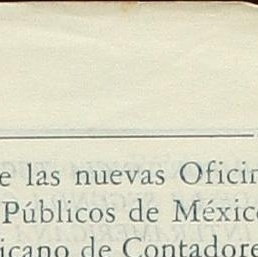 e las nuevas Oficin
Públicos de México
icano de Contadore